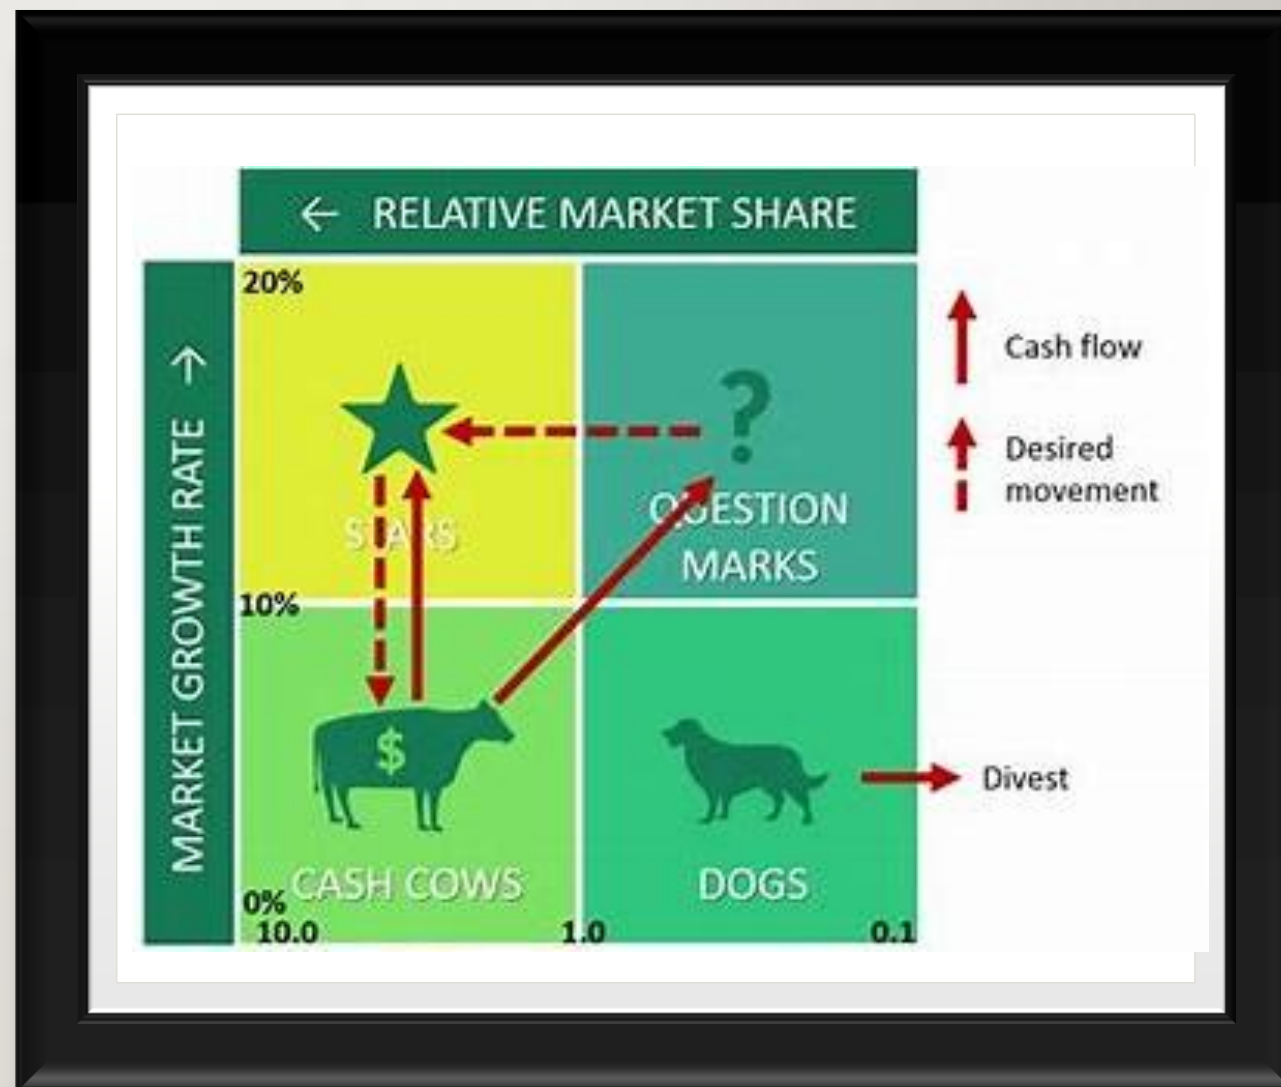 ← RELATIVE MARKET SHARE
MARKET GROWTH RATE →
20%
10%
0%
STARS
QUESTION
MARKS
$
CASH COWS
DOGS
10.0 1.0 0.1
Cash flow
Desired
movement
Divest